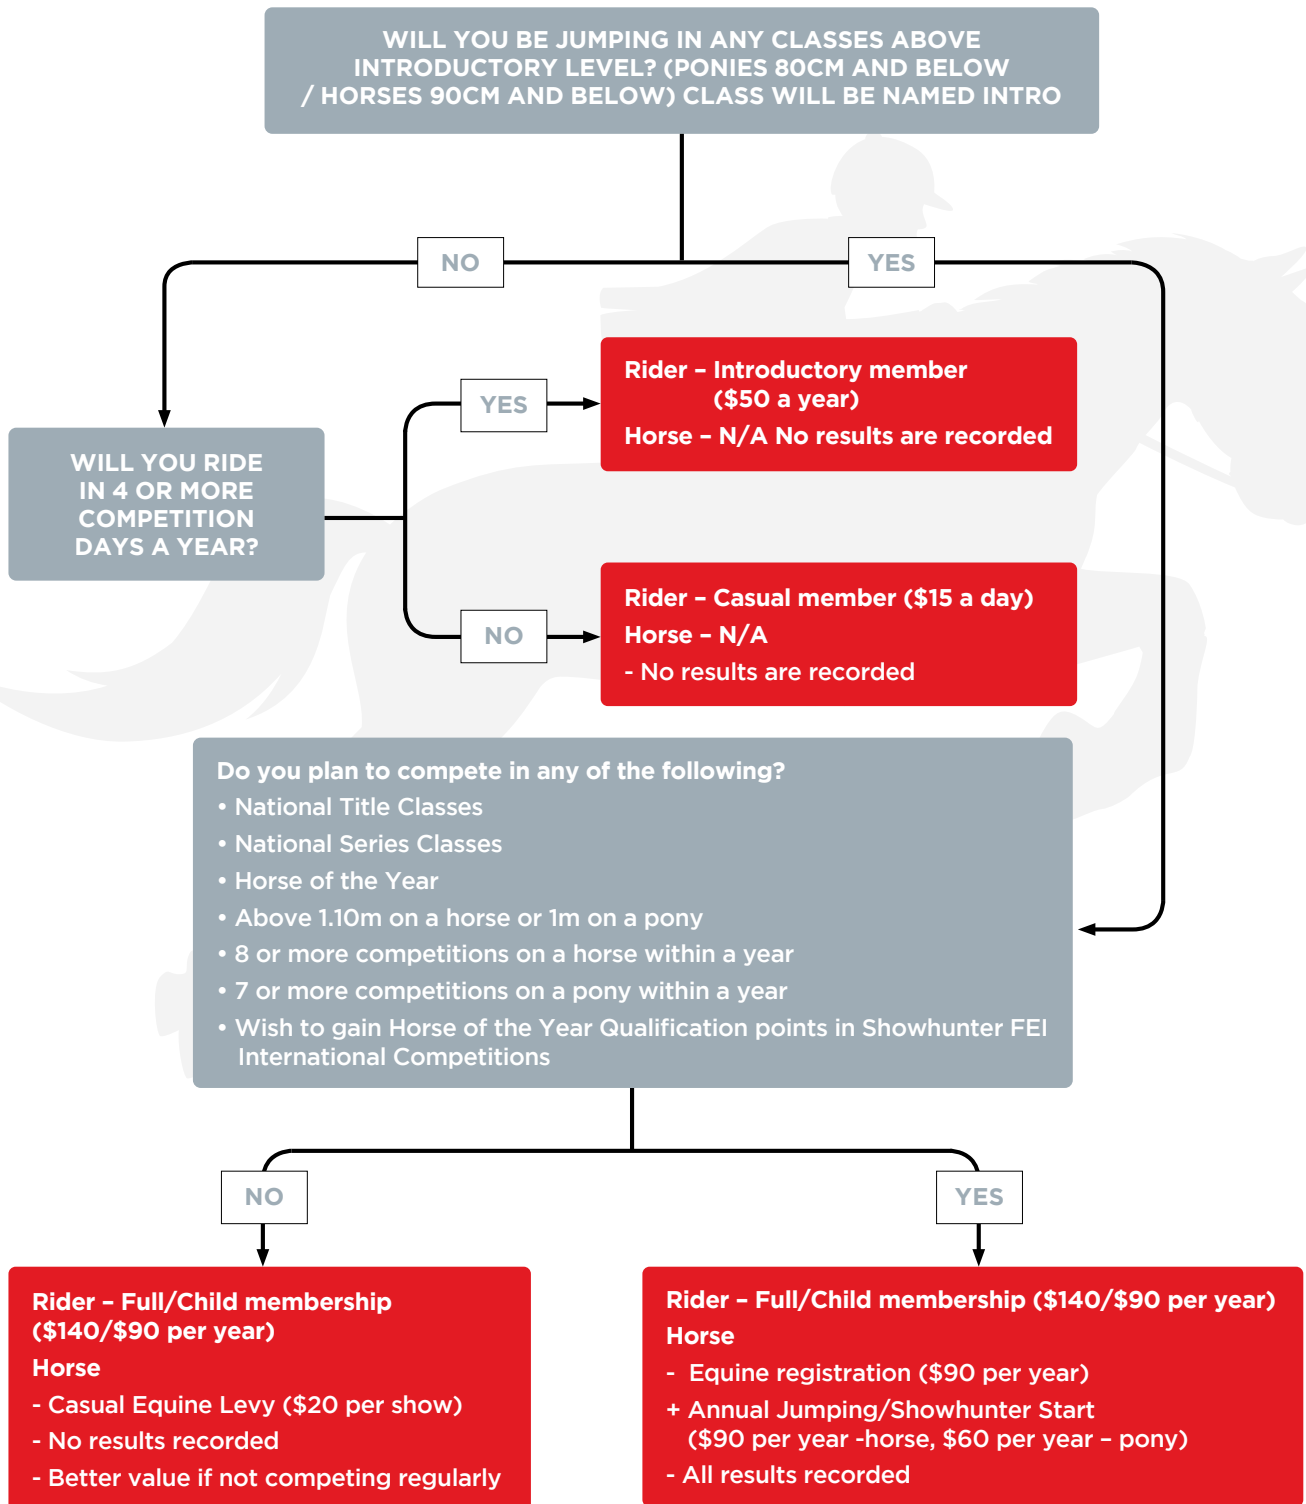 WILL YOU BE JUMPING IN ANY CLASSES ABOVE
INTRODUCTORY LEVEL? (PONIES 80CM AND BELOW
/ HORSES 90CM AND BELOW) CLASS WILL BE NAMED INTRO
NO
YES
YES
Rider – Introductory member
($50 a year)
Horse – N/A No results are recorded
WILL YOU RIDE
IN 4 OR MORE
COMPETITION
DAYS A YEAR?
NO
Rider – Casual member ($15 a day)
Horse – N/A
- No results are recorded
Do you plan to compete in any of the following?
• National Title Classes
• National Series Classes
• Horse of the Year
• Above 1.10m on a horse or 1m on a pony
• 8 or more competitions on a horse within a year
• 7 or more competitions on a pony within a year
• Wish to gain Horse of the Year Qualification points in Showhunter FEI
International Competitions
NO
YES
Rider – Full/Child membership
($140/$90 per year)
Horse
- Casual Equine Levy ($20 per show)
- No results recorded
- Better value if not competing regularly
Rider – Full/Child membership ($140/$90 per year)
Horse
- Equine registration ($90 per year)
+ Annual Jumping/Showhunter Start
($90 per year -horse, $60 per year – pony)
- All results recorded